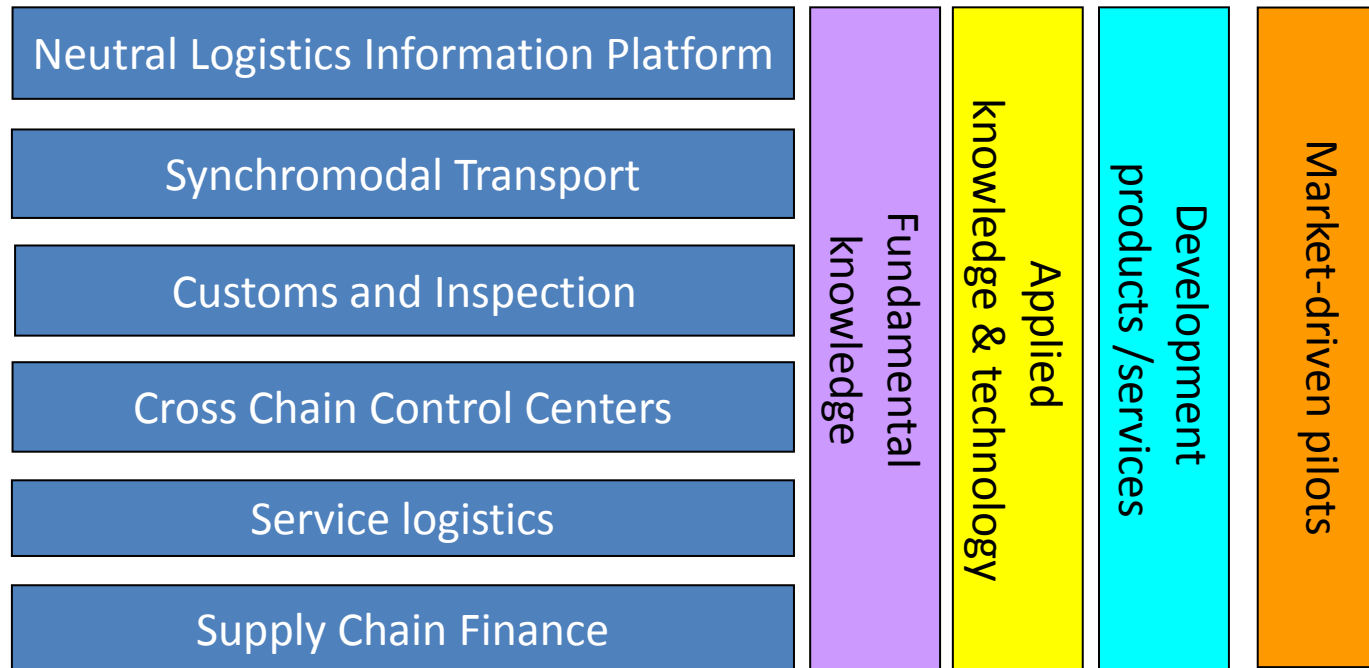 Neutral Logistics Information Platform
Synchromodal Transport
Customs and Inspection
Cross Chain Control Centers
Service logistics
Supply Chain Finance
Fundamental
knowledge
Applied
knowledge & technology
Development
products /services
Market-driven pilots